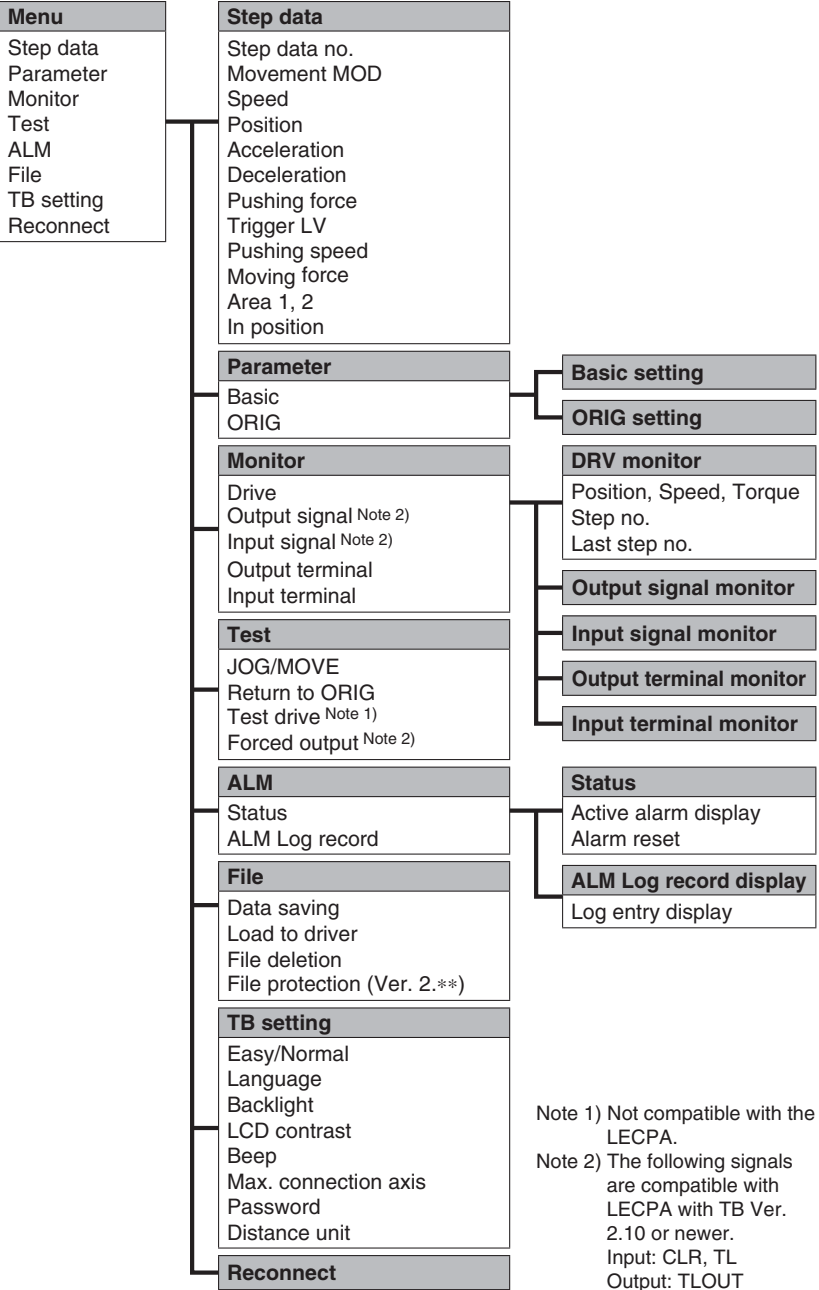 Menu
Step data
Parameter
Monitor
Test
ALM
File
TB setting
Reconnect
Step data
Step data no.
Movement MOD
Speed
Position
Acceleration
Deceleration
Pushing force
Trigger LV
Pushing speed
Moving force
Area 1, 2
In position
Parameter
Basic
ORIG
Basic setting
ORIG setting
Monitor
Drive
Output signal Note 2)
Input signal Note 2)
Output terminal
Input terminal
DRV monitor
Position, Speed, Torque
Step no.
Last step no.
Output signal monitor
Input signal monitor
Output terminal monitor
Input terminal monitor
Test
JOG/MOVE
Return to ORIG
Test drive Note 1)
Forced output Note 2)
ALM
Status
ALM Log record
Status
Active alarm display
Alarm reset
ALM Log record display
Log entry display
File
Data saving
Load to driver
File deletion
File protection (Ver. 2.**)
TB setting
Easy/Normal
Language
Backlight
LCD contrast
Beep
Max. connection axis
Password
Distance unit
Reconnect
Note 1) Not compatible with the
LECPA.
Note 2) The following signals
are compatible with
LECPA with TB Ver.
2.10 or newer.
Input: CLR, TL
Output: TLOUT